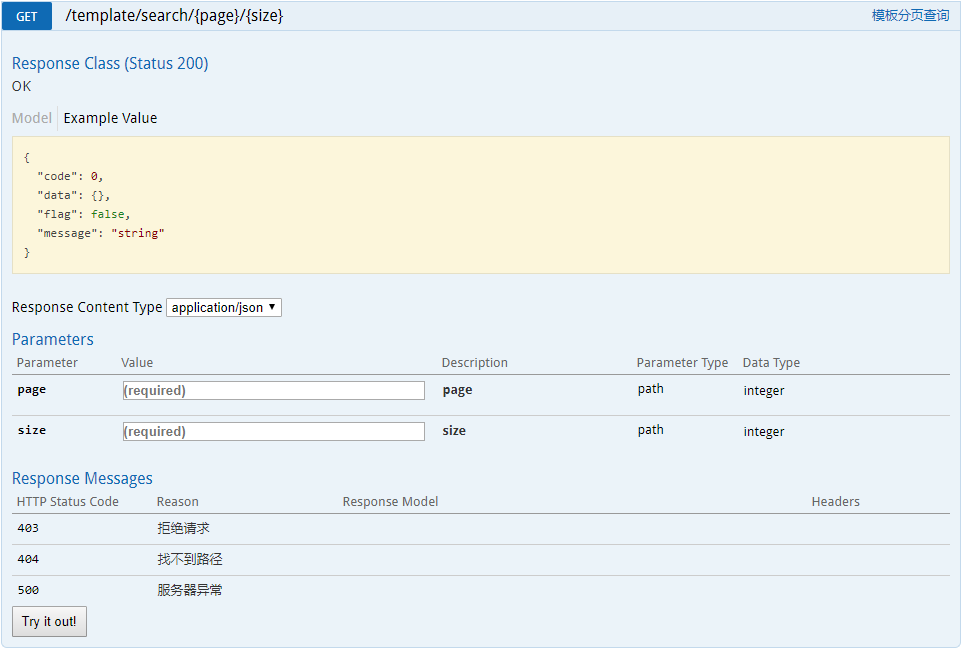 GET /template/search/{page}/{size} 模板分页查询
Response Class (Status 200)
OK
Model Example Value
{
"code": 0,
"data": {},
"flag": false,
"message": "string"
}
Response Content Type application/json
Parameters
Parameter Value Description Parameter Type Data Type
page (required) page path integer
size (required) size path integer
Response Messages
HTTP Status Code Reason Response Model Headers
403 拒绝请求
404 找不到路径
500 服务器异常
Try it out!